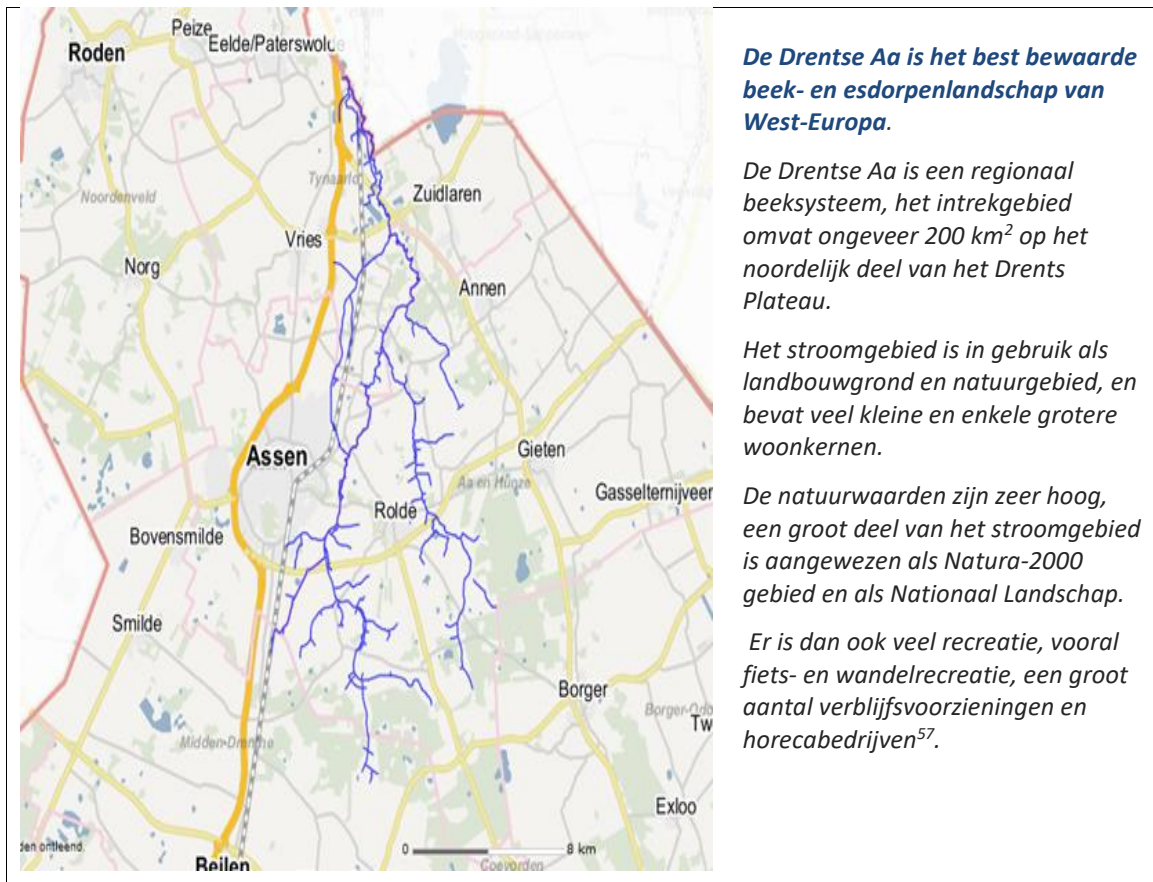 Peize
Roden
Eelde/Paterswolde
Noordenveld
Tynaarlo
Zuidlaren
Vries
Norg
Annen
Assen
Gieten
Aa en Hunze
Gasselternijveen
Rolde
Bovensmilde
Smilde
Borger
Borger-Odo
Tw
Midden-Drenthe
Exloo
den ontleend.
0 8 km
Coevorden
Beilen
De Drentse Aa is het best bewaarde
beek- en esdorpenlandschap van
West-Europa.
De Drentse Aa is een regionaal
beeksysteem, het intrekgebied
omvat ongeveer 200 km² op het
noordelijk deel van het Drents
Plateau.
Het stroomgebied is in gebruik als
landbouwgrond en natuurgebied, en
bevat veel kleine en enkele grotere
woonkernen.
De natuurwaarden zijn zeer hoog,
een groot deel van het stroomgebied
is aangewezen als Natura-2000
gebied en als Nationaal Landschap.
Er is dan ook veel recreatie, vooral
fiets- en wandelrecreatie, een groot
aantal verblijfsvoorzieningen en
horecabedrijven⁵⁷.